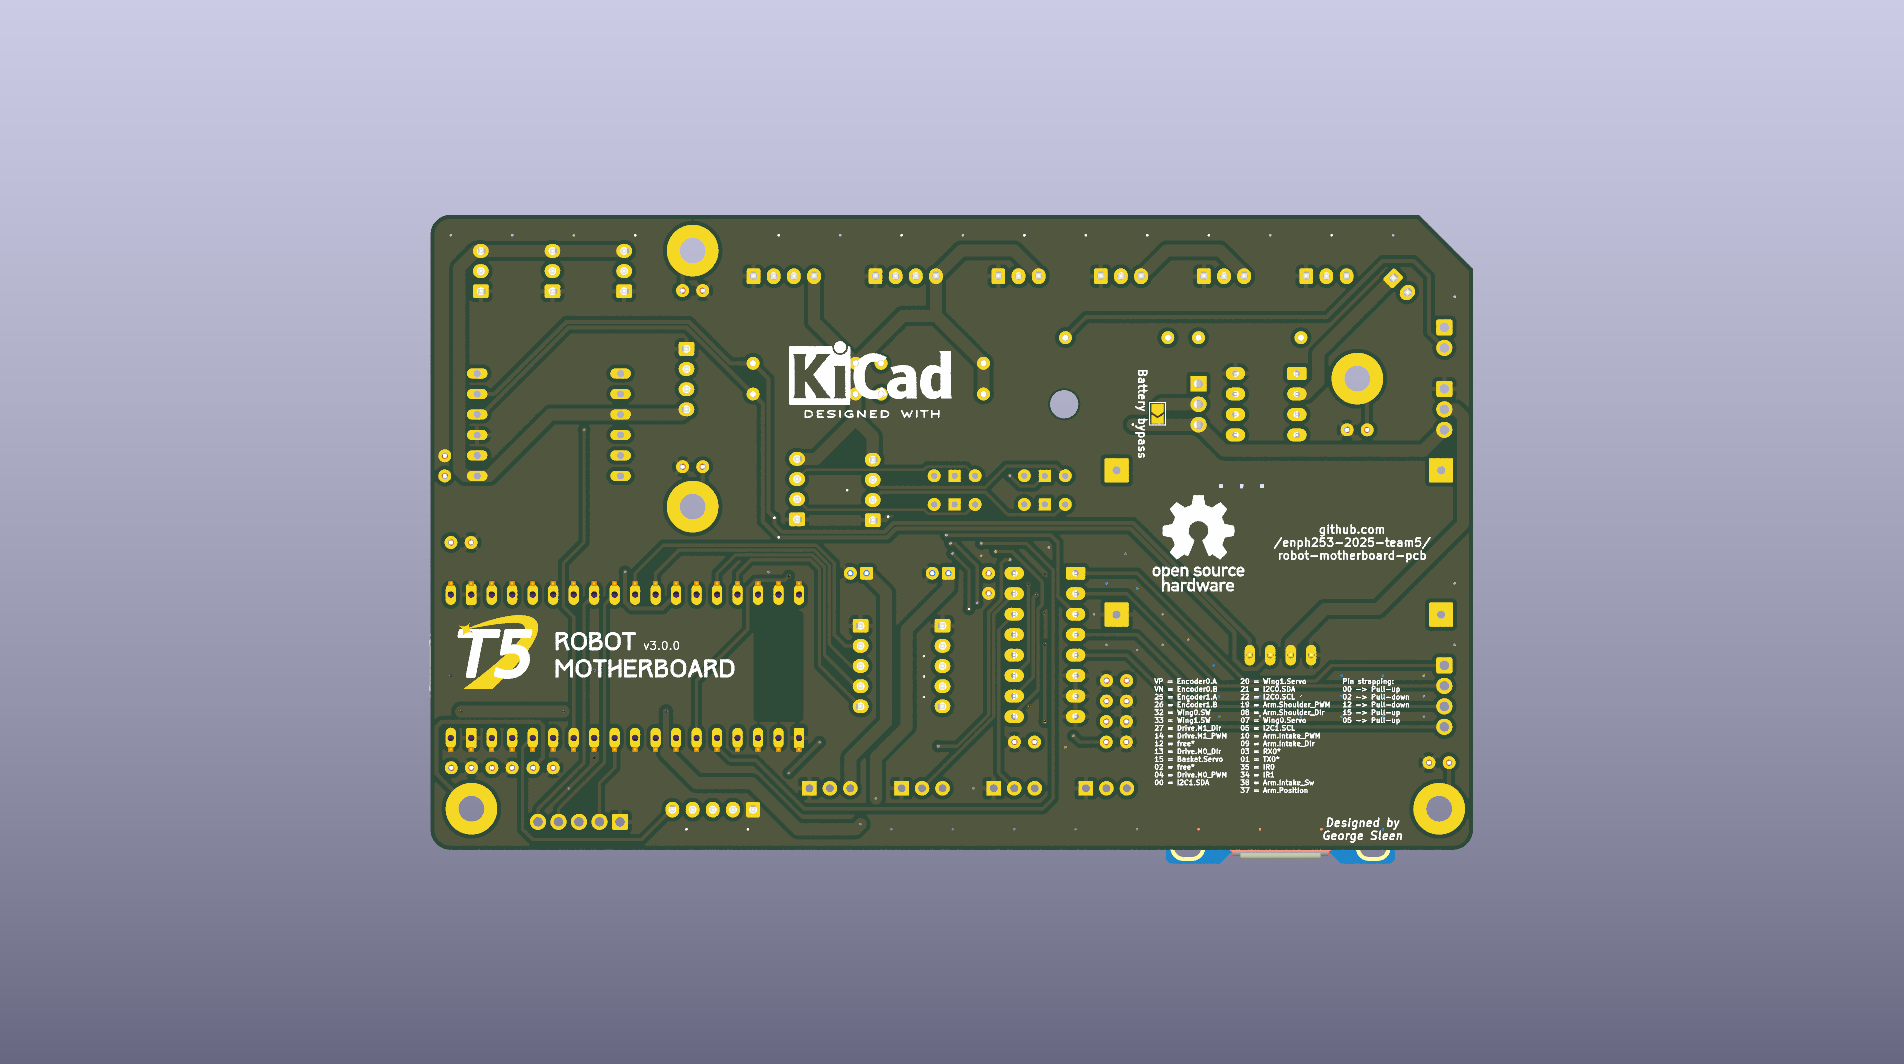 KiCad
DESIGNED WITH
Battery bypass
github.com
/enph253-2025-team5/
robot-motherboard-pcb
open source
hardware
T5
ROBOT v3.0.0
MOTHERBOARD
VP = Encoder0.A
VN = Encoder0.B
25 = Encoder1.A
26 = Encoder1.B
32 = Wing0.SW
33 = Wing1.SW
27 = Drive.M1_Dir
14 = Drive.M1_PWM
12 = free*
13 = Drive.M0_Dir
15 = Basket.Servo
02 = free*
04 = Drive.M0_PWM
00 = I2C1.SDA
20 = Wing1.Servo
21 = I2C0.SDA
22 = I2C0.SCL
19 = Arm.Shoulder_PWM
08 = Arm.Shoulder_Dir
07 = Wing0.Servo
05 = I2C1.SCL
10 = Arm.Intake_PWM
09 = Arm.Intake_Dir
03 = RX0*
01 = TX0*
35 = IR0
34 = IR1
38 = Arm.Intake_Sw
37 = Arm.Position
Pin strapping:
00 -> Pull-up
02 -> Pull-down
12 -> Pull-down
15 -> Pull-up
05 -> Pull-up
Designed by
George Sleen